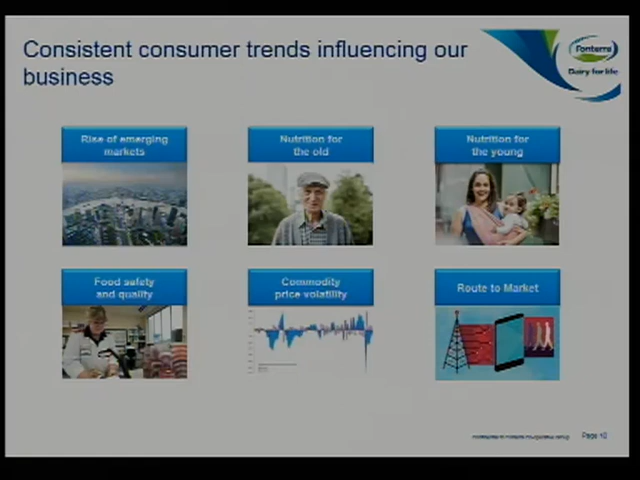 Consistent consumer trends influencing our
business
Fonterra
Dairy for life
Rise of emerging
markets
Nutrition for
the old
Nutrition for
the young
Food safety
and quality
Commodity
price volatility
Route to Market
Page 10